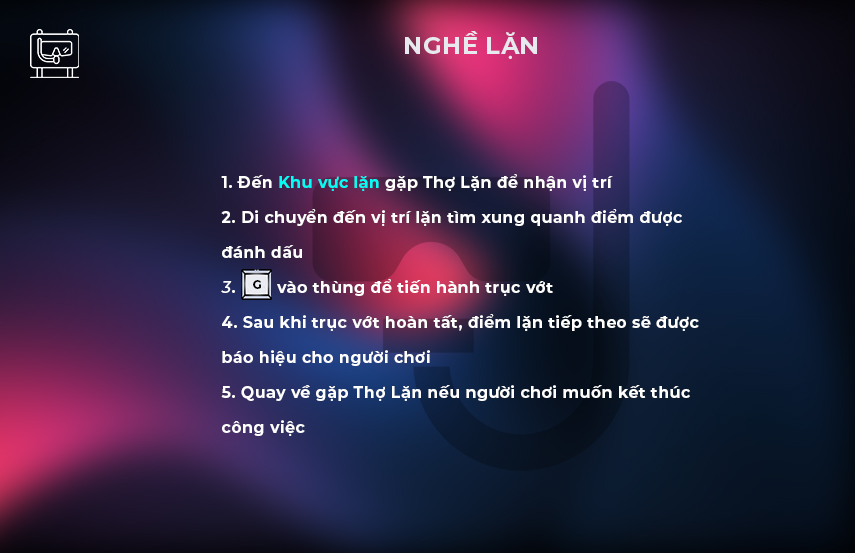 NGHỀ LẶN
1. Đến Khu vực lặn gặp Thợ Lặn để nhận vị trí
2. Di chuyển đến vị trí lặn tìm xung quanh điểm được
đánh dấu
3. G vào thùng để tiến hành trục vớt
4. Sau khi trục vớt hoàn tất, điểm lặn tiếp theo sẽ được
báo hiệu cho người chơi
5. Quay về gặp Thợ Lặn nếu người chơi muốn kết thúc
công việc